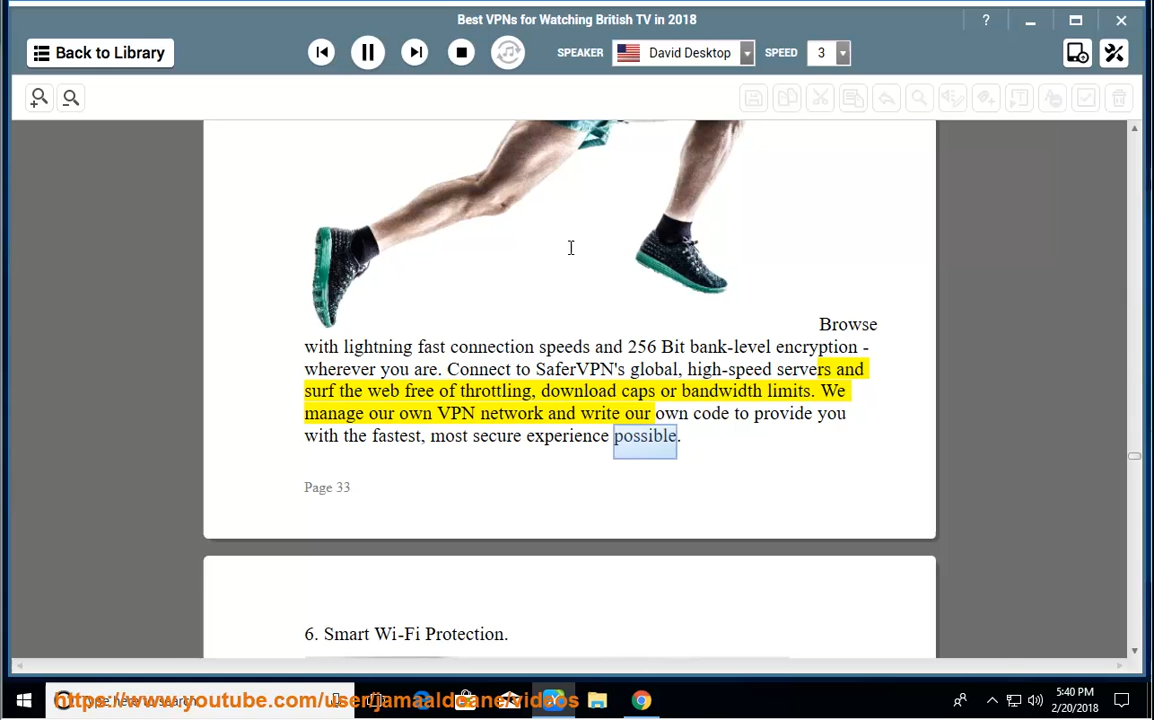 Best VPNs for Watching British TV in 2018
?
Back to Library
SPEAKER
David Desktop
SPEED
3
Browse
with lightning fast connection speeds and 256 Bit bank-level encryption -
wherever you are. Connect to SaferVPN's global, high-speed servers and
surf the web free of throttling, download caps or bandwidth limits. We
manage our own VPN network and write our own code to provide you
with the fastest, most secure experience possible.
Page 33
6. Smart Wi-Fi Protection.
https://www.youtube.com/user/jamaaldoane/videos
5:40 PM
2/20/2018